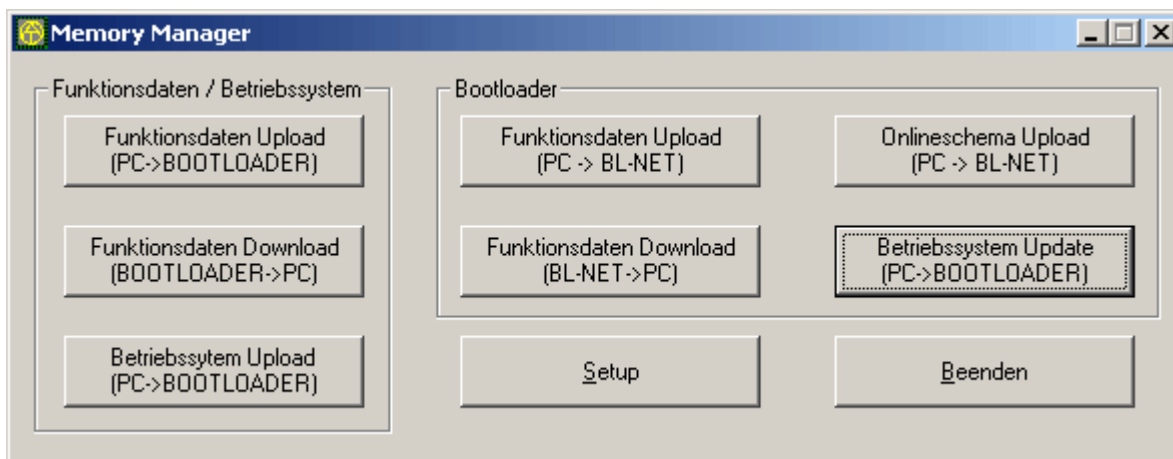 Memory Manager
Funktionsdaten / Betriebssystem
Funktionsdaten Upload
(PC->BOOTLOADER)
Funktionsdaten Download
(BOOTLOADER->PC)
Betriebssytem Upload
(PC->BOOTLOADER)
Bootloader
Funktionsdaten Upload
(PC -> BL-NET)
Onlineschema Upload
(PC -> BL-NET)
Funktionsdaten Download
(BL-NET->PC)
Betriebssystem Update
(PC->BOOTLOADER)
Setup
Beenden